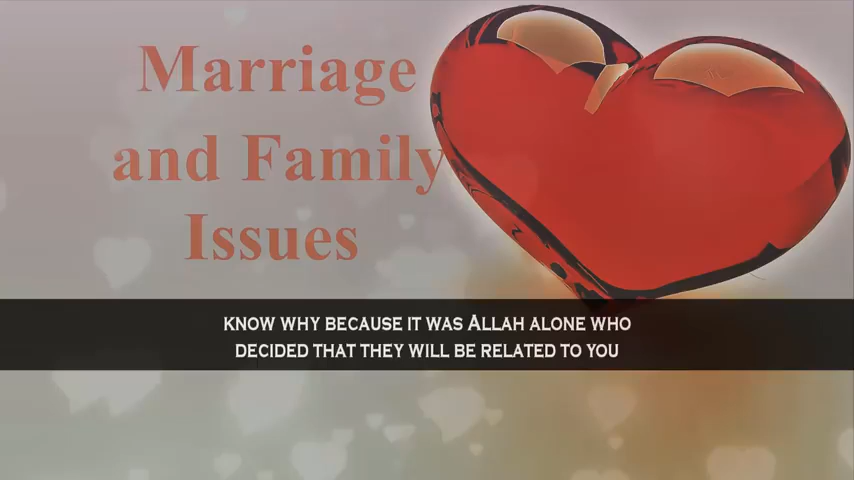 Marriage
and Family
Issues
KNOW WHY BECAUSE IT WAS ALLAH ALONE WHO
DECIDED THAT THEY WILL BE RELATED TO YOU